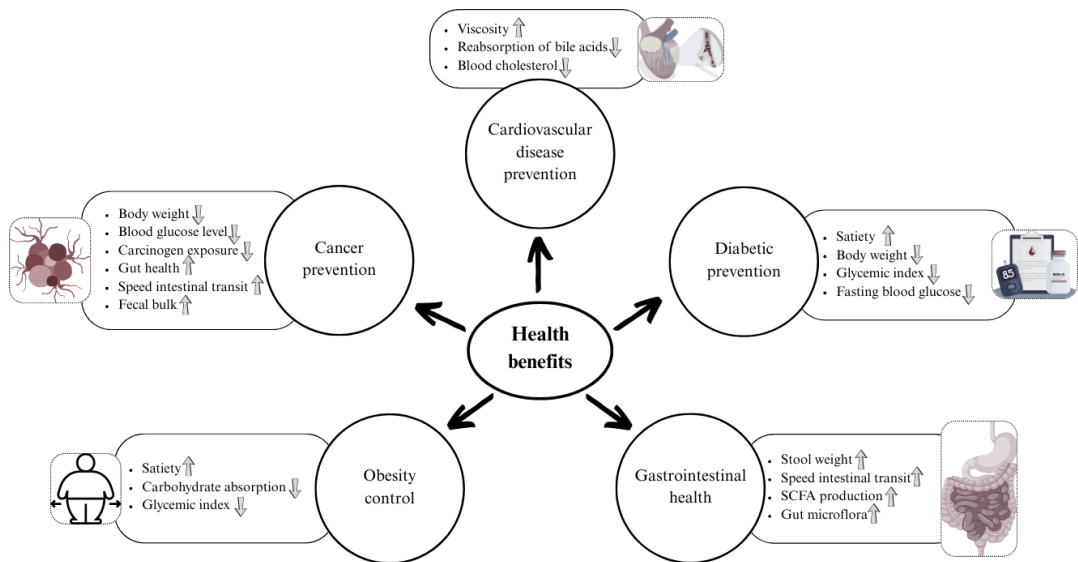 Viscosity
Reabsorption of bile acids
Blood cholesterol
Cardiovascular
disease
prevention
Body weight
Blood glucose level
Carcinogen exposure
Gut health
Speed intestinal transit
Fecal bulk
Cancer
prevention
Diabetic
prevention
Satiety
Body weight
Glycemic index
Fasting blood glucose
8.5
Health
benefits
Satiety
Carbohydrate absorption
Glycemic index
Obesity
control
Gastrointestinal
health
Stool weight
Speed intestinal transit
SCFA production
Gut microflora